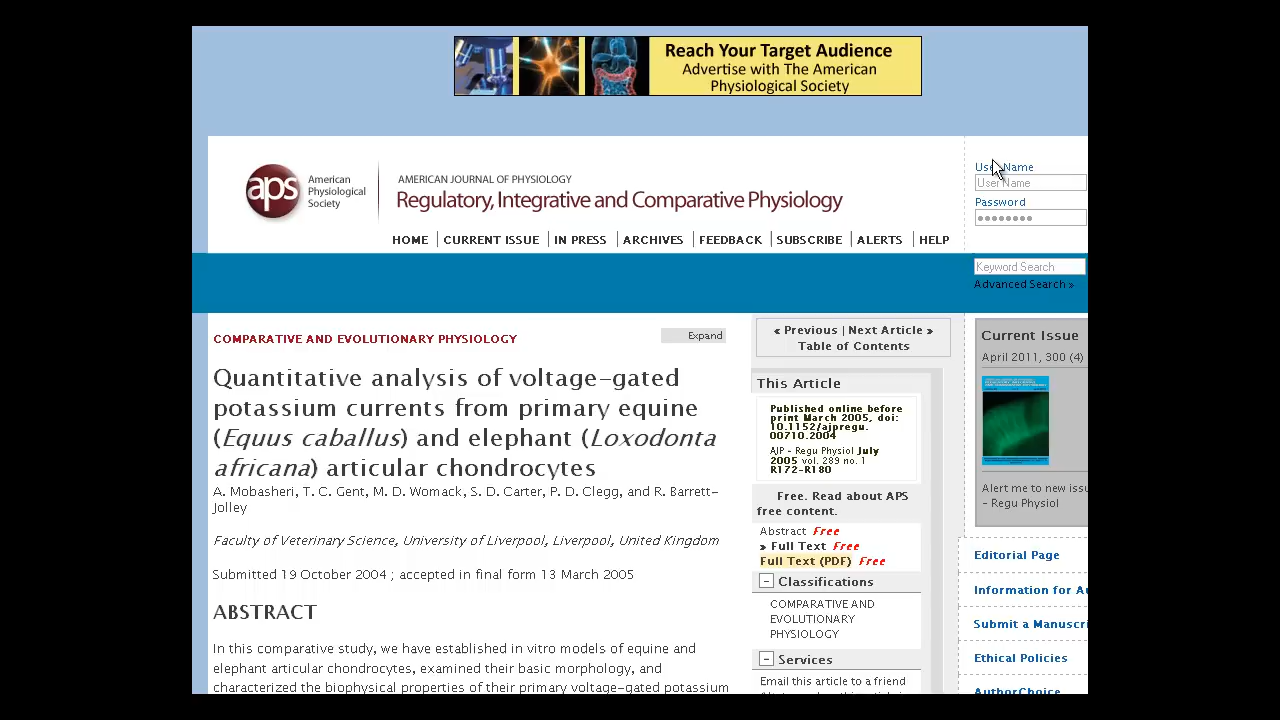 Reach Your Target Audience
Advertise with The American
Physiological Society
aps
American
Physiological
Society
AMERICAN JOURNAL OF PHYSIOLOGY
Regulatory, Integrative and Comparative Physiology
User Name
User Name
Password
HOME
CURRENT ISSUE
IN PRESS
ARCHIVES
FEEDBACK
SUBSCRIBE
ALERTS
HELP
Keyword Search
Advanced Search »
COMPARATIVE AND EVOLUTIONARY PHYSIOLOGY
Expand
Quantitative analysis of voltage-gated
potassium currents from primary equine
(Equus caballus) and elephant (Loxodonta
africana) articular chondrocytes
A. Mobasheri, T. C. Gent, M. D. Womack, S. D. Carter, P. D. Clegg, and R. Barrett-
Jolley
Faculty of Veterinary Science, University of Liverpool, Liverpool, United Kingdom
Submitted 19 October 2004 ; accepted in final form 13 March 2005
ABSTRACT
In this comparative study, we have established in vitro models of equine and
elephant articular chondrocytes, examined their basic morphology, and
characterized the biophysical properties of their primary voltage-gated potassium
« Previous | Next Article »
Table of Contents
This Article
Published online before
print March 2005, doi:
10.1152/ajpregu.
00710.2004
AJP - Regu Physiol July
2005 vol. 289 no. 1
R172-R180
Free. Read about APS
free content.
Abstract Free
» Full Text Free
Full Text (PDF) Free
Classifications
COMPARATIVE AND
EVOLUTIONARY
PHYSIOLOGY
Services
Email this article to a friend
Current Issue
April 2011, 300 (4)
Alert me to new issu
- Regu Physiol
Editorial Page
Information for Au
Submit a Manuscri
Ethical Policies
AuthorChoice